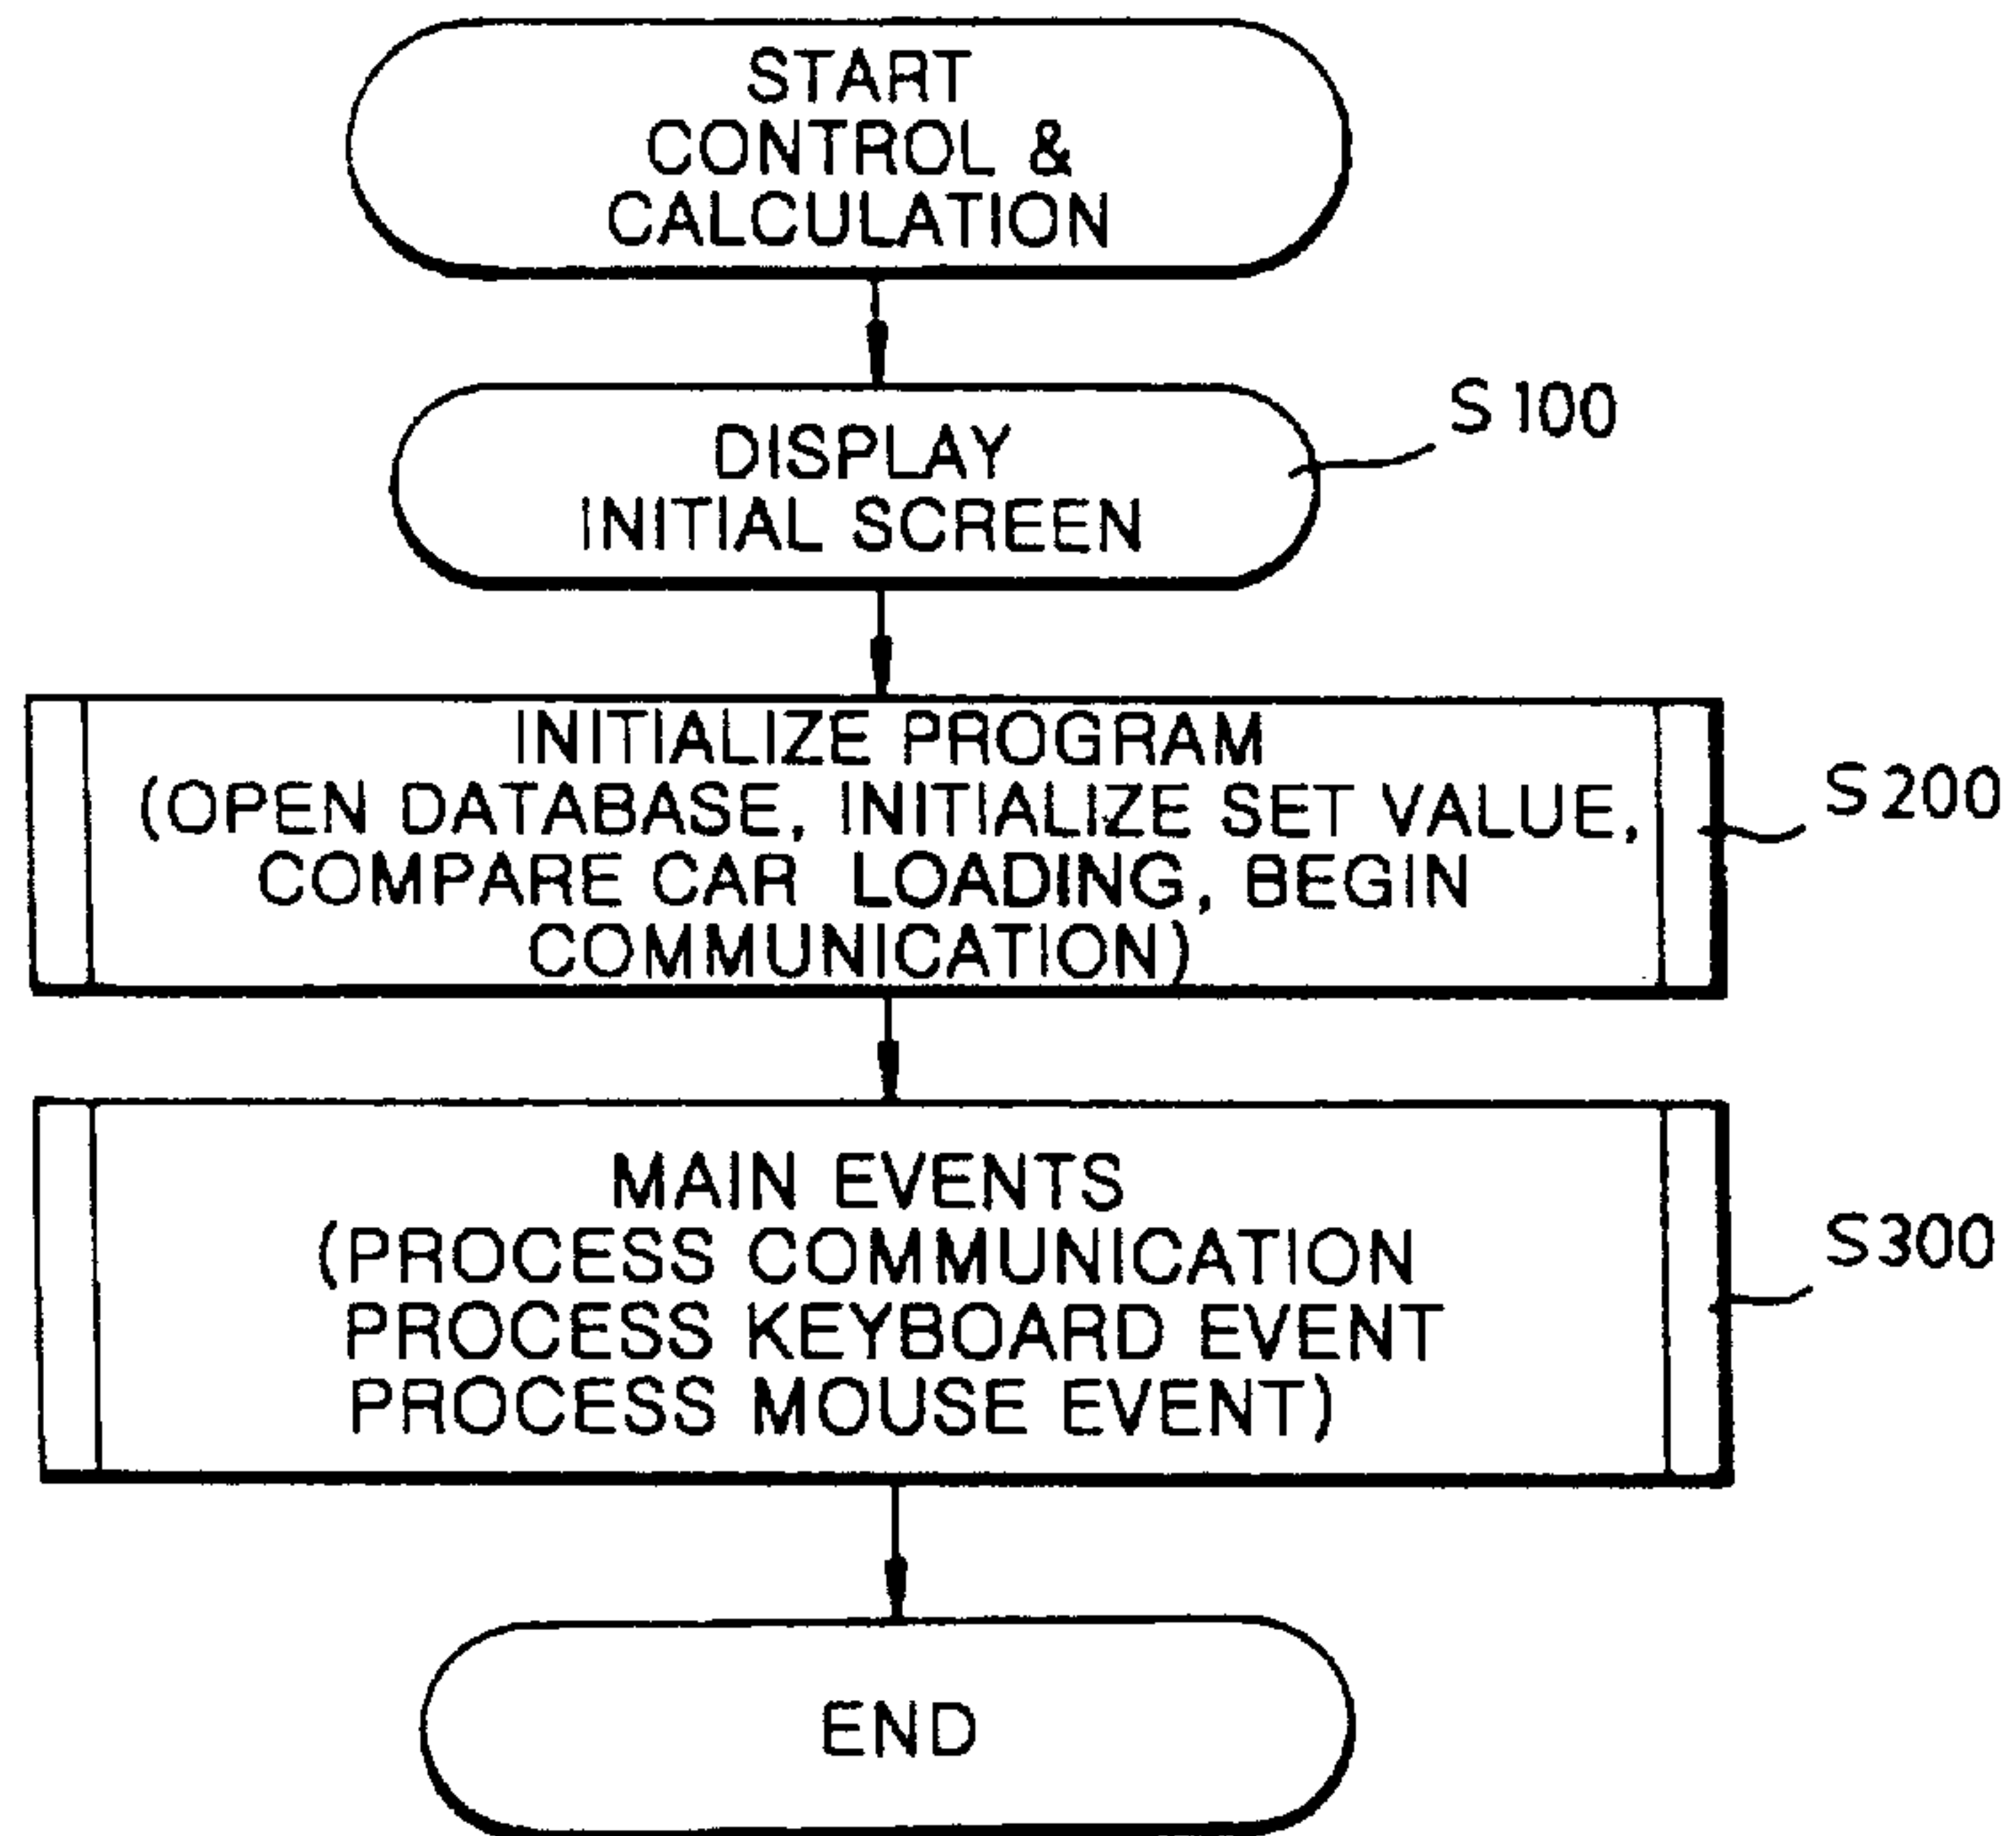 START
CONTROL &
CALCULATION
DISPLAY
INITIAL SCREEN
S100
INITIALIZE PROGRAM
(OPEN DATABASE, INITIALIZE SET VALUE,
COMPARE CAR LOADING, BEGIN
COMMUNICATION)
S200
MAIN EVENTS
(PROCESS COMMUNICATION
PROCESS KEYBOARD EVENT
PROCESS MOUSE EVENT)
S300
END